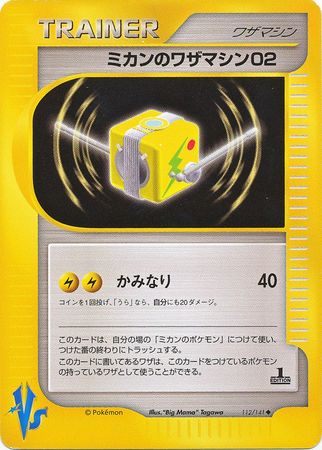 TRAINER ワザマシン
ミカンのワザマシン02
かみなり 40
コインを1回投げ、「うら」なら、自分にも20ダメージ。
このカードは、自分の場の「ミカンのポケモン」につけて使い、
つけた番の終わりにトラッシュする。
このカードに書いてあるワザは、このカードをつけているポケモン
の持っているワザとして使うことができる。
1
EDITION
VS
©Pokémon Illus."Big Mama" Tagawa 112/141◆